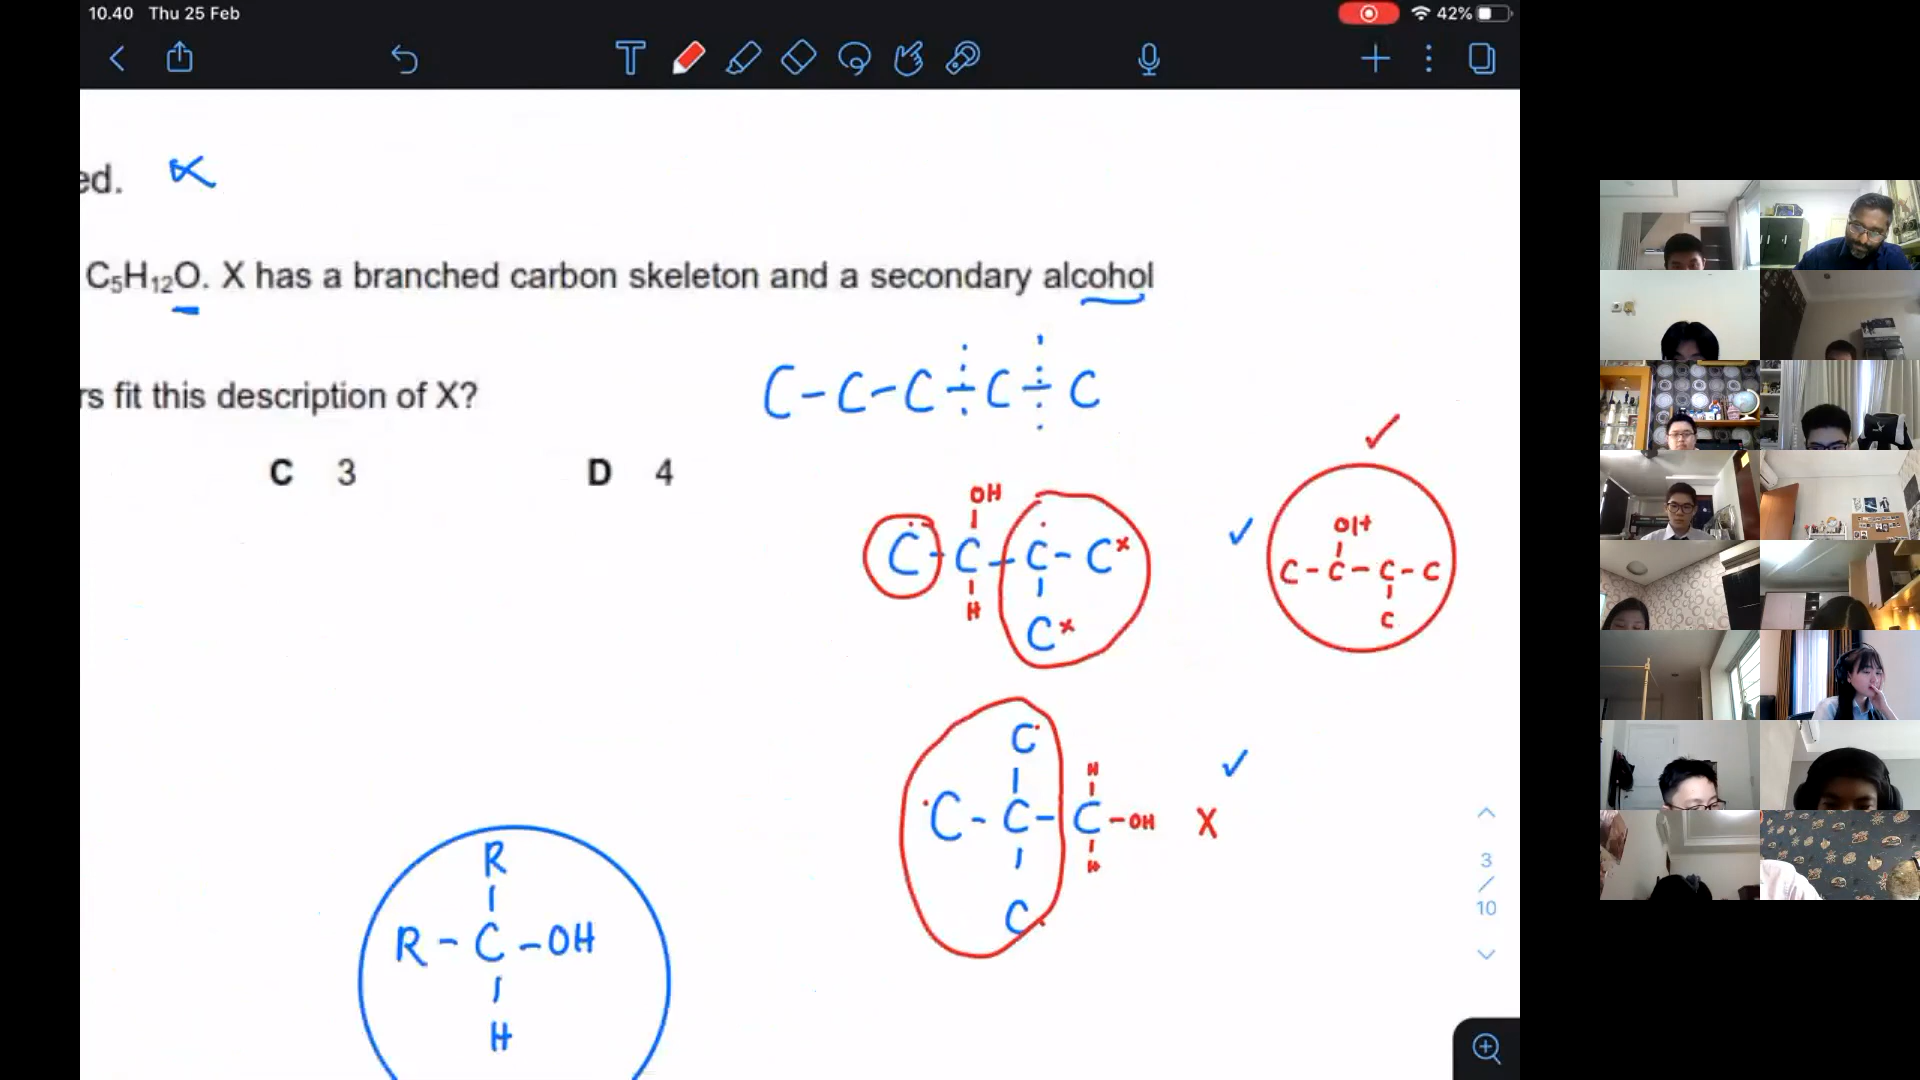 10.40 Thu 25 Feb
42%
T
ed.
C₅H₁₂O. X has a branched carbon skeleton and a secondary alcohol
rs fit this description of X?
C 3
D 4
C-C-C-C-C
OH
C-C-C-C x
H
C x
OH
C-C-C-C
C
C
H
C-C-C-OH X
H
C
R
R-C-OH
H
3
/
10